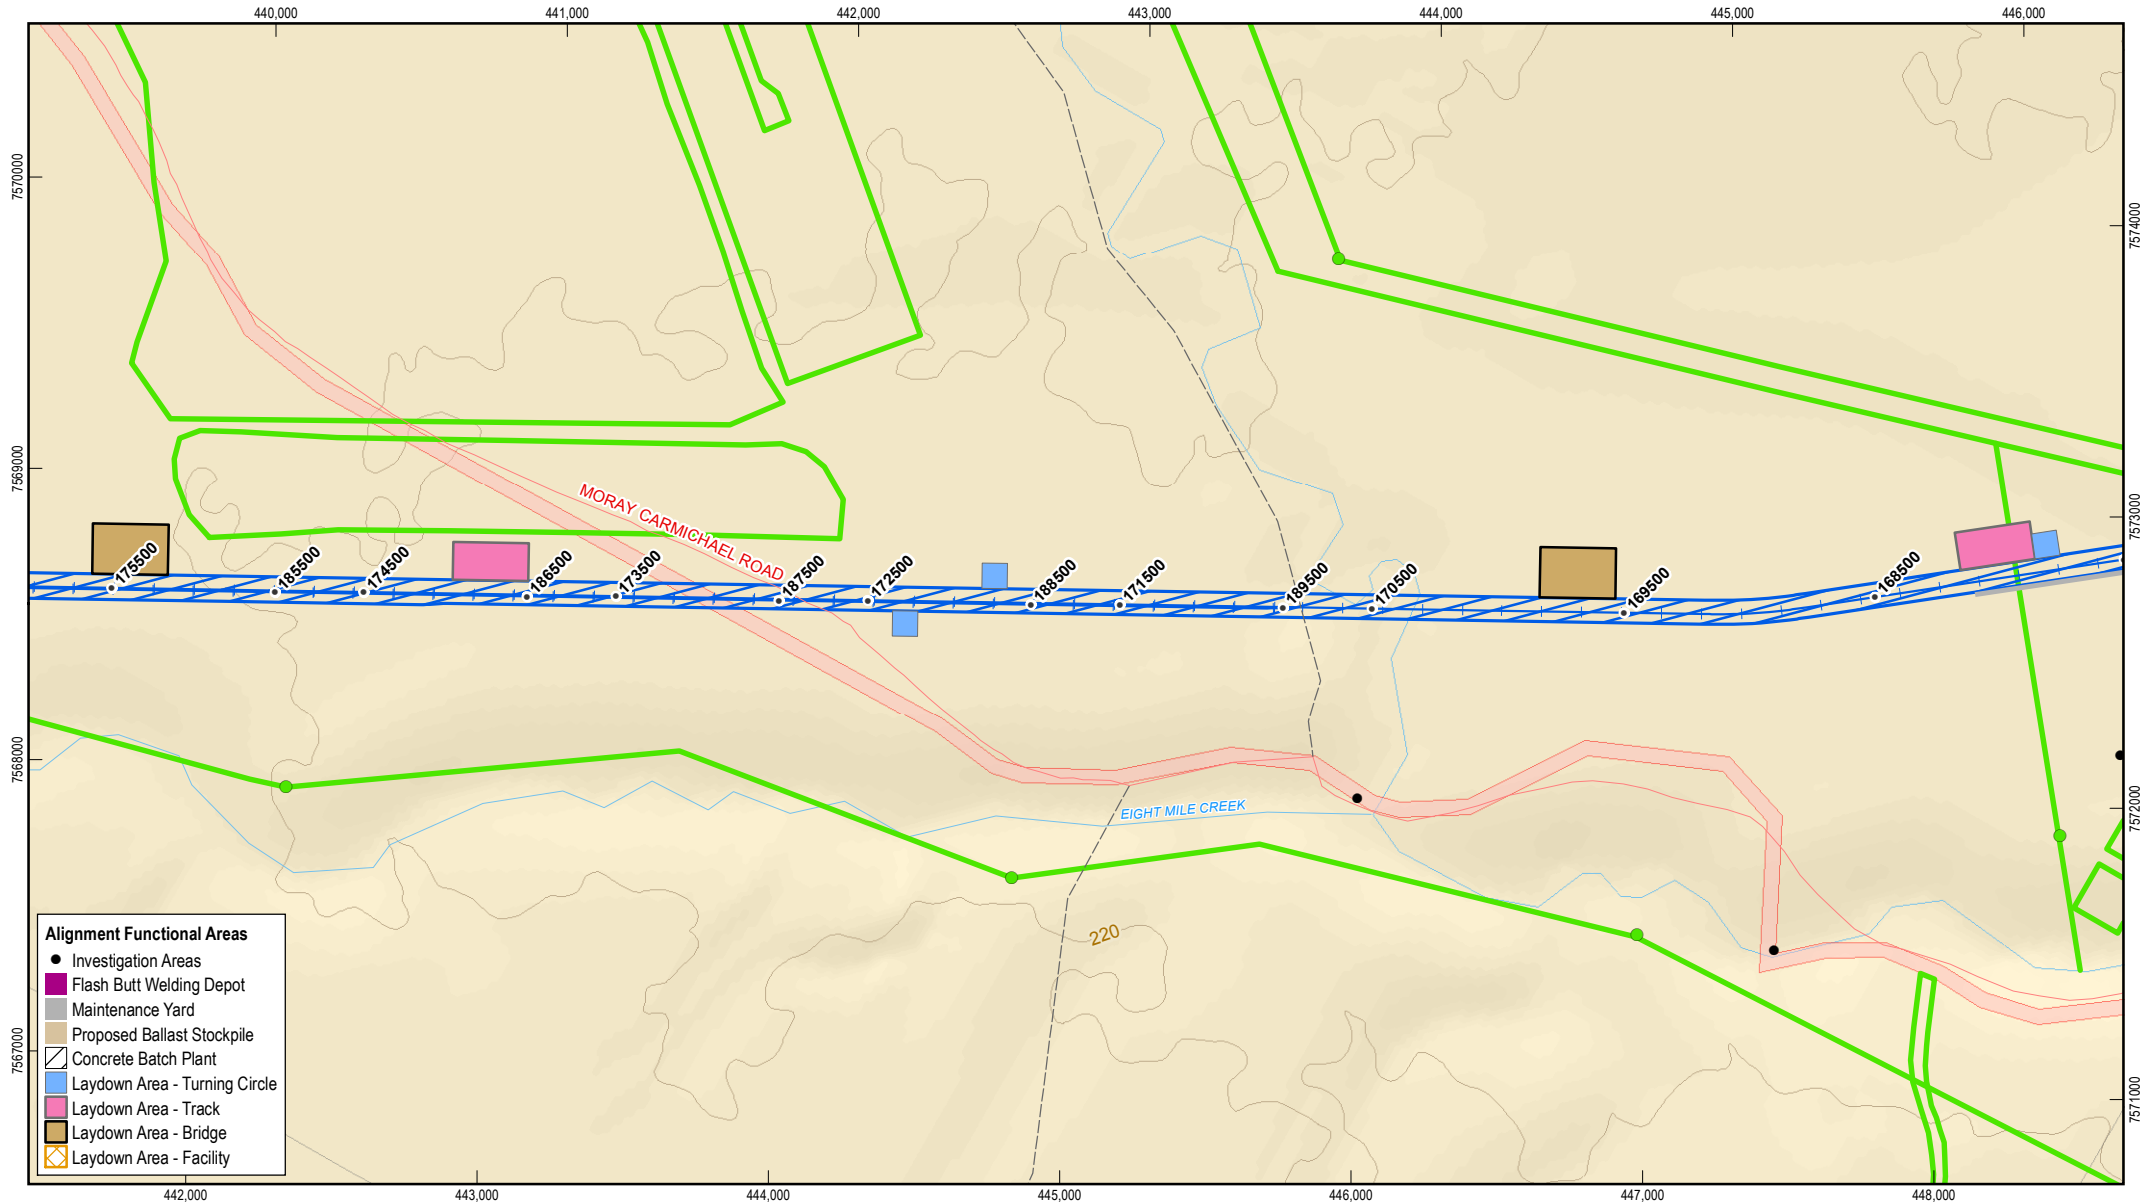 440,000 441,000 442,000 443,000 444,000 445,000 446,000
7570000
7574000
7569000
7573000
MORAY CARMICHAEL ROAD
175500 185500 174500 186500 173500 187500 172500 188500 171500 189500 170500 169500 168500
7568000
7572000
EIGHT MILE CREEK
220
7567000
7571000
Alignment Functional Areas
Investigation Areas
Flash Butt Welding Depot
Maintenance Yard
Proposed Ballast Stockpile
Concrete Batch Plant
Laydown Area - Turning Circle
Laydown Area - Track
Laydown Area - Bridge
Laydown Area - Facility
442,000 443,000 444,000 445,000 446,000 447,000 448,000